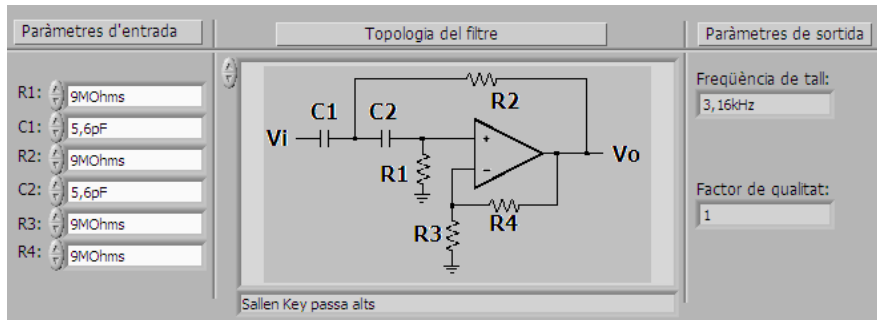 Paràmetres d'entrada
Topologia del filtre
Paràmetres de sortida
R1: 9MOhms
C1: 5,6pF
R2: 9MOhms
C2: 5,6pF
R3: 9MOhms
R4: 9MOhms
R2
C1 C2
Vi
+
Vo
R1
-
R4
R3
Sallen Key passa alts
Freqüència de tall:
3,16kHz
Factor de qualitat:
1